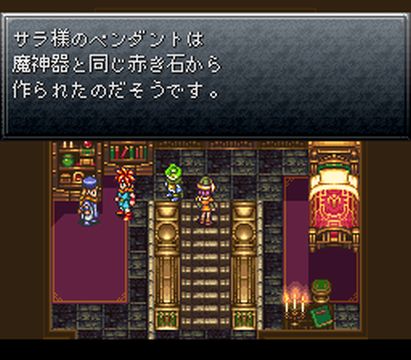 サラ様のペンダントは
魔神器と同じ赤き石から
作られたのだそうです。